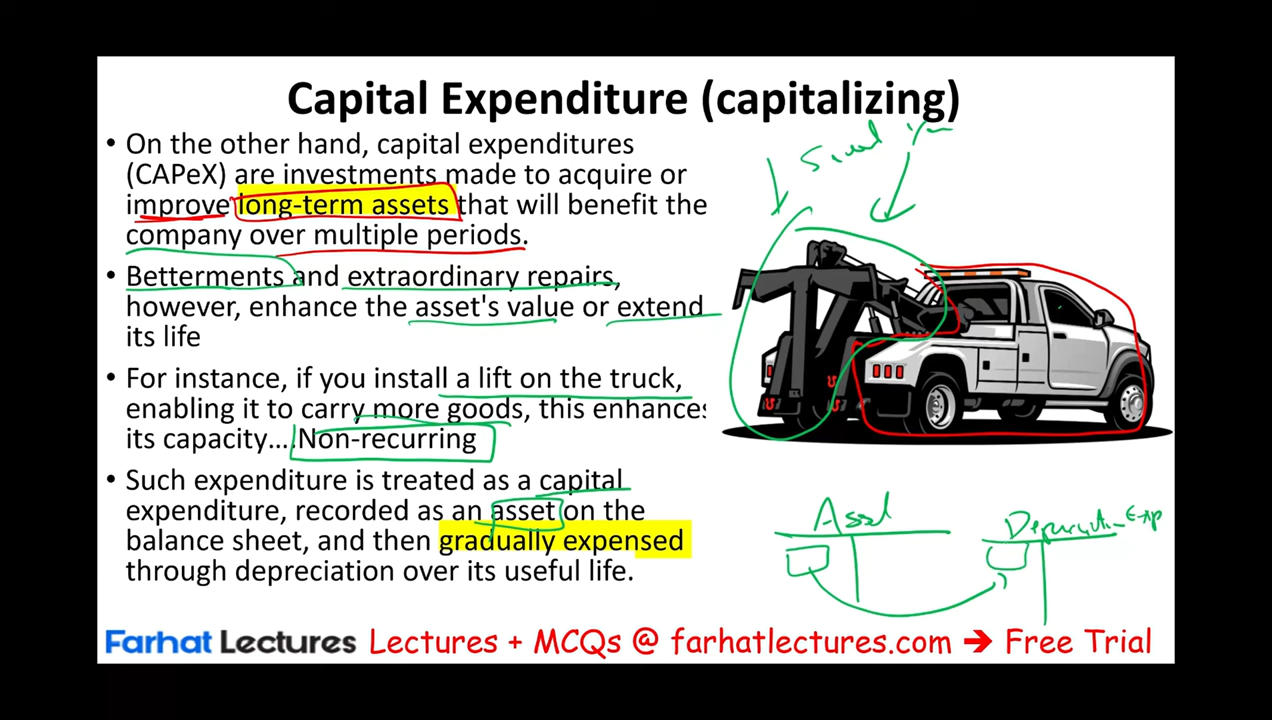 Capital Expenditure (capitalizing)
• On the other hand, capital expenditures
(CAPeX) are investments made to acquire or
improve long-term assets that will benefit the
company over multiple periods.
• Betterments and extraordinary repairs,
however, enhance the asset's value or extend
its life
• For instance, if you install a lift on the truck,
enabling it to carry more goods, this enhances
its capacity....Non-recurring
• Such expenditure is treated as a capital
expenditure, recorded as an asset on the
balance sheet, and then gradually expensed
through depreciation over its useful life.
Asset
Farhat Lectures Lectures + MCQs @ farhatlectures.com ➔ Free Trial